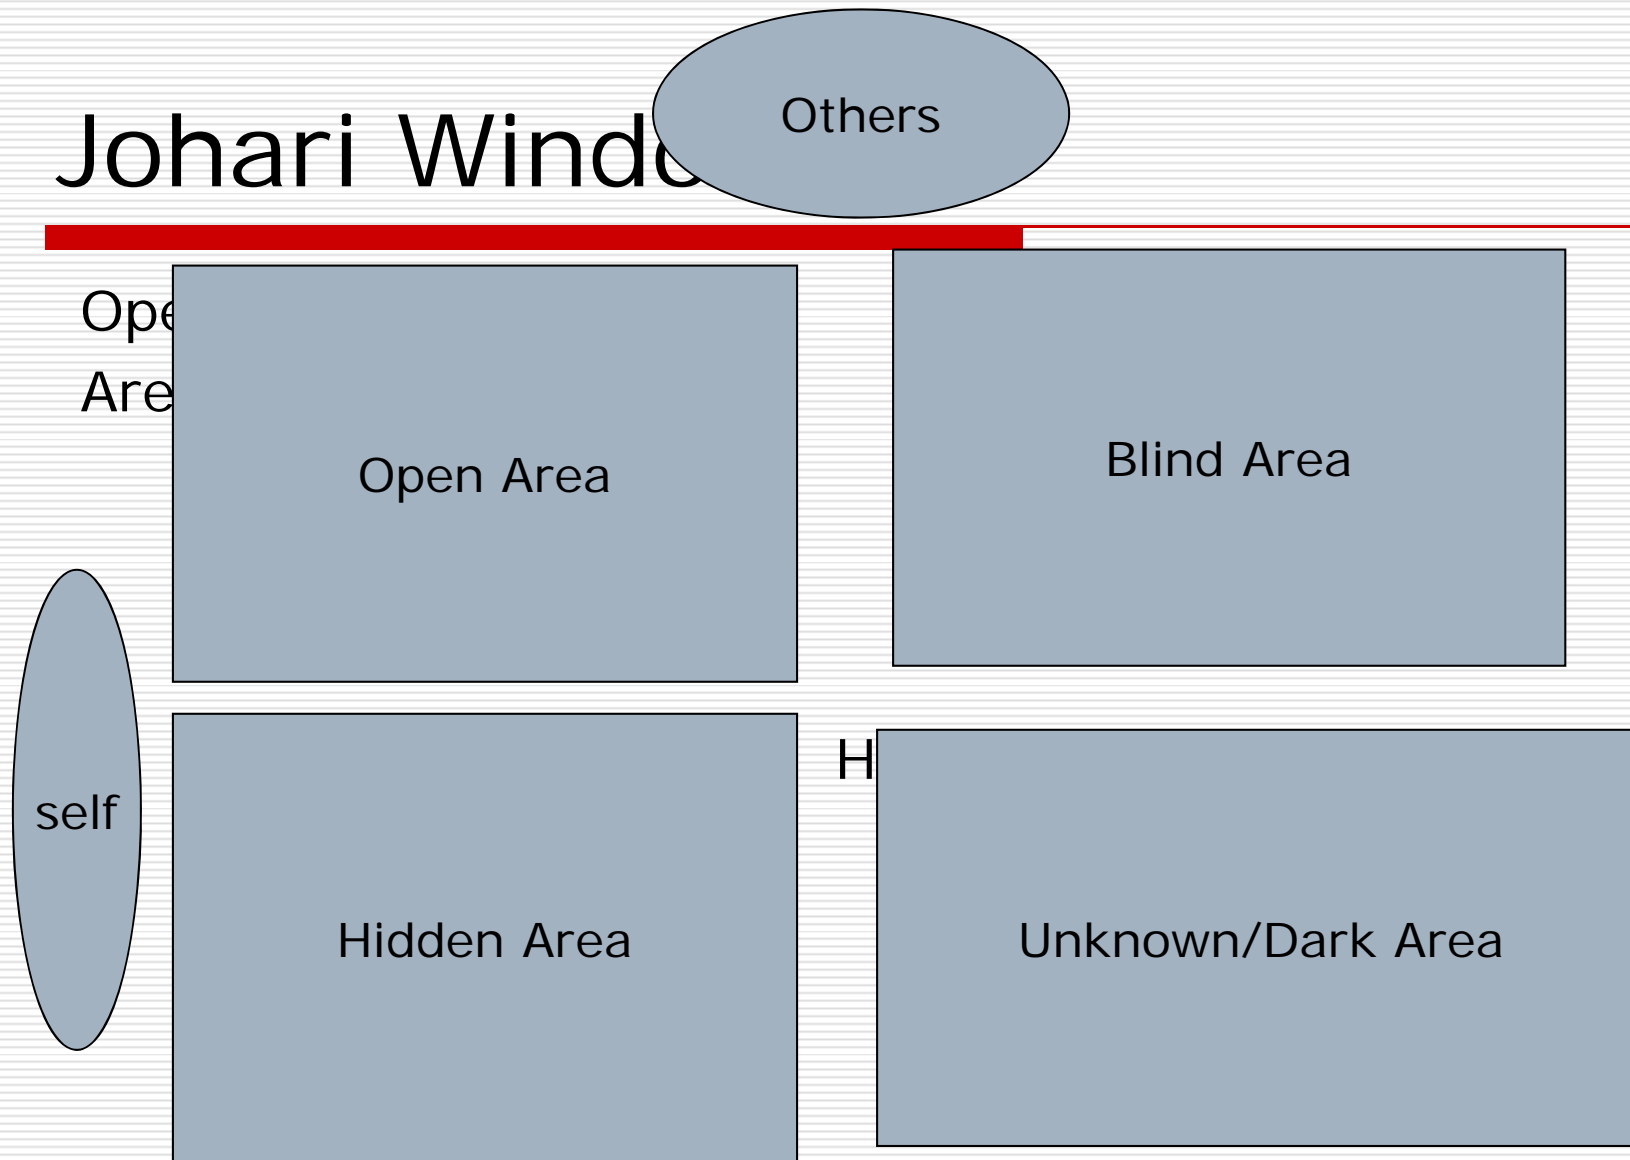 Others
Johari Windo
Ope
Are
Open Area
Blind Area
self
H
Hidden Area
Unknown/Dark Area